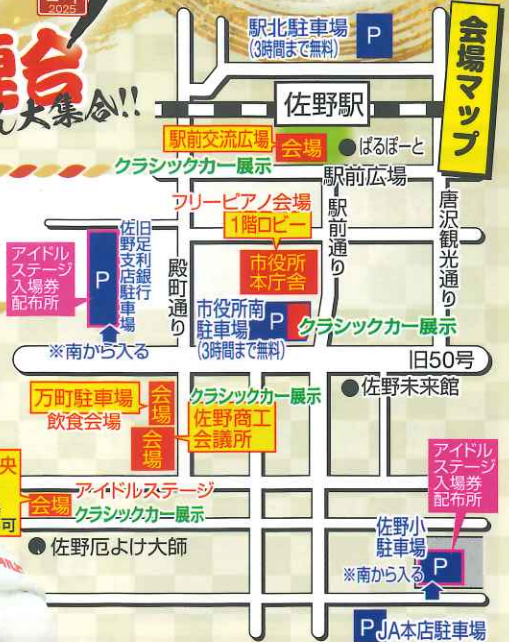 2025
台
ん大集合!!
会場マップ
駅北駐車場
(3時間まで無料)
P
佐野駅
駅前交流広場
会場
ぱるぽーと
クラシックカー展示
駅前広場
フリーピアノ会場
1階ロビー
駅前通り
唐沢観光通り
アイドル
ステージ
入場券
配布所
P
旧足利銀行
佐野支店駐車場
殿町通り
市役所
本庁舎
市役所南
駐車場
(3時間まで無料)
P
クラシックカー展示
※南から入る
旧50号
万町駐車場
飲食会場
会場
クラシックカー展示
佐野未来館
会場
佐野商工
会議所
央
可
会場
アイドルステージ
クラシックカー展示
アイドル
ステージ
入場券
配布所
佐野厄よけ大師
佐野小
駐車場
※南から入る
P
P
JA本店駐車場